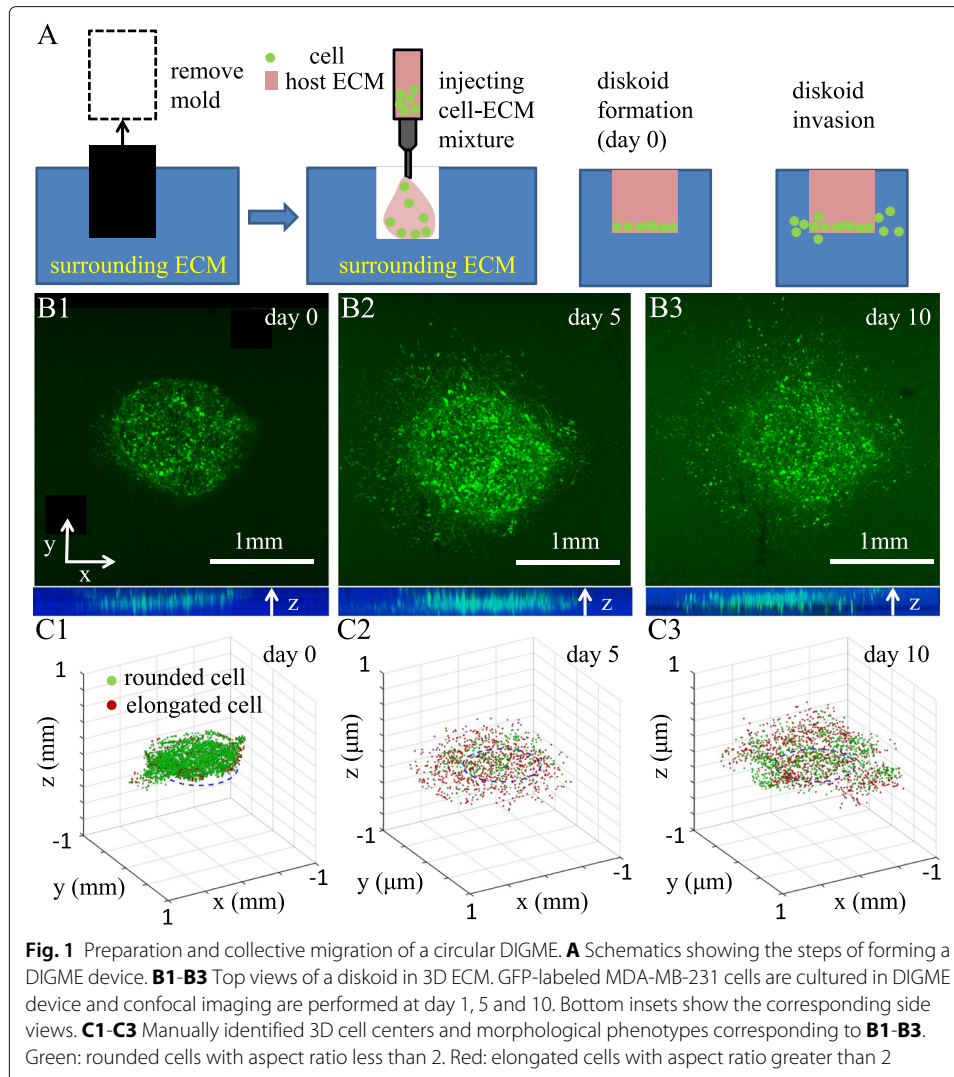 A
remove
mold
cell
host ECM
injecting
cell-ECM
mixture
diskoid
formation
(day 0)
diskoid
invasion
surrounding ECM
surrounding ECM
B1
day 0
B2
day 5
B3
day 10
y
x
1mm
1mm
1mm
z
z
z
C1
day 0
C2
day 5
C3
day 10
rounded cell
elongated cell
1
z (mm)
-1
y (mm)
1
x (mm)
-1
1
z (μm)
-1
y (μm)
1
x (mm)
-1
1
z (μm)
-1
y (μm)
1
x (mm)
-1
Fig. 1 Preparation and collective migration of a circular DIGME. A Schematics showing the steps of forming a
DIGME device. B1-B3 Top views of a diskoid in 3D ECM. GFP-labeled MDA-MB-231 cells are cultured in DIGME
device and confocal imaging are performed at day 1, 5 and 10. Bottom insets show the corresponding side
views. C1-C3 Manually identified 3D cell centers and morphological phenotypes corresponding to B1-B3.
Green: rounded cells with aspect ratio less than 2. Red: elongated cells with aspect ratio greater than 2